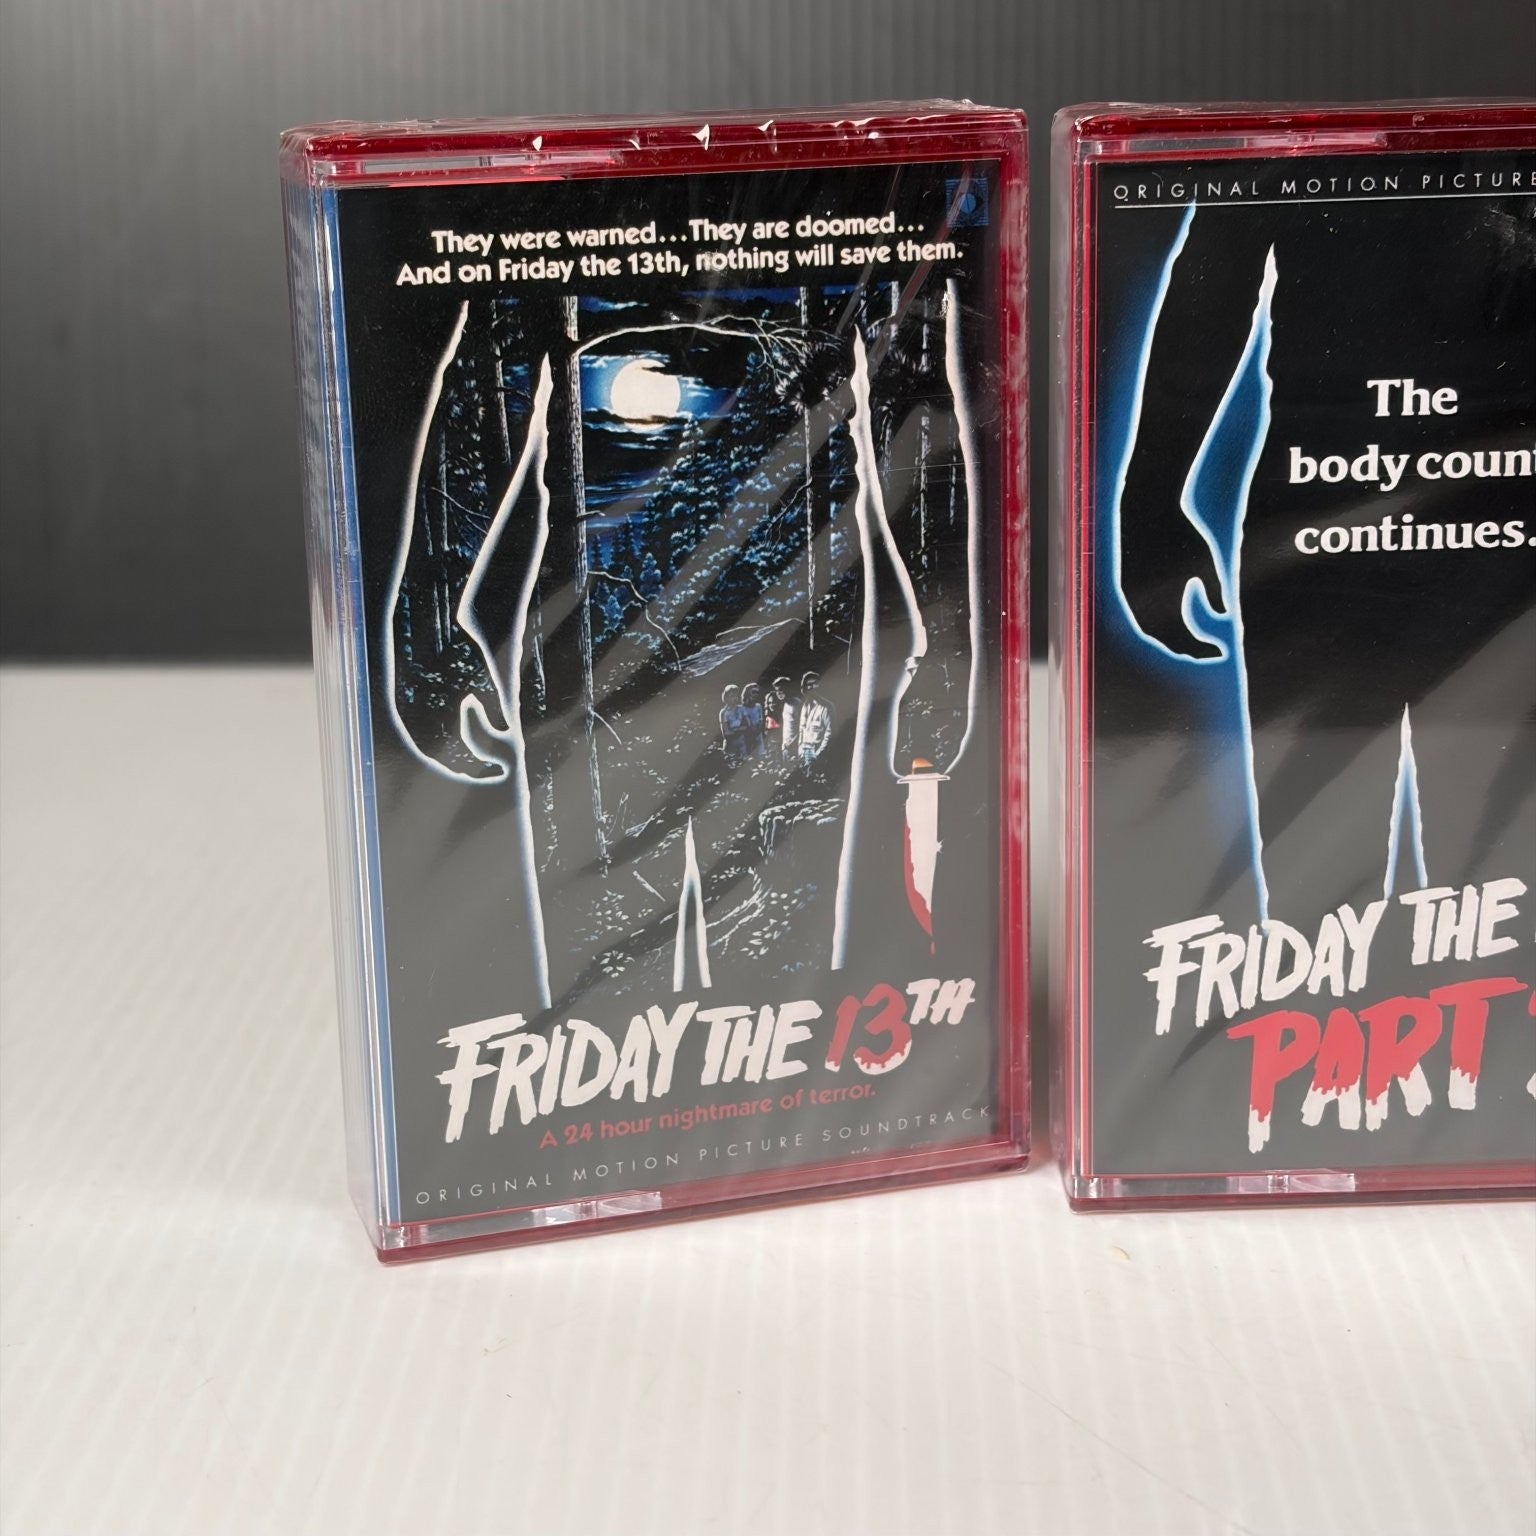 They were warned...They are doomed...
And on Friday the 13th, nothing will save them.
FRIDAY THE 13TH
A 24 hour nightmare of terror.
ORIGINAL MOTION PICTURE SOUNDTRACK
ORIGINAL MOTION PICTURE
The
body count
continues.
FRIDAY THE
PART